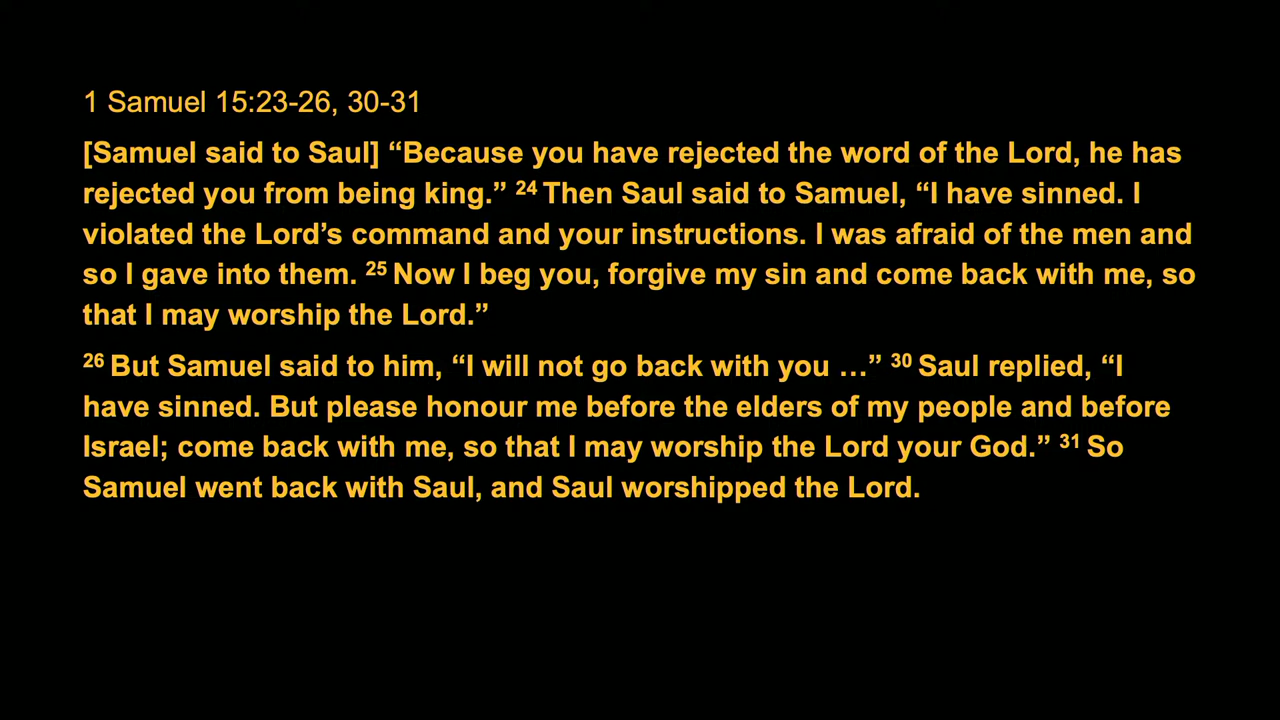 1 Samuel 15:23-26, 30-31
[Samuel said to Saul] “Because you have rejected the word of the Lord, he has
rejected you from being king.” 24 Then Saul said to Samuel, “I have sinned. I
violated the Lord’s command and your instructions. I was afraid of the men and
so I gave into them. 25 Now I beg you, forgive my sin and come back with me, so
that I may worship the Lord.”
26 But Samuel said to him, “I will not go back with you …” 30 Saul replied, “I
have sinned. But please honour me before the elders of my people and before
Israel; come back with me, so that I may worship the Lord your God.” 31 So
Samuel went back with Saul, and Saul worshipped the Lord.